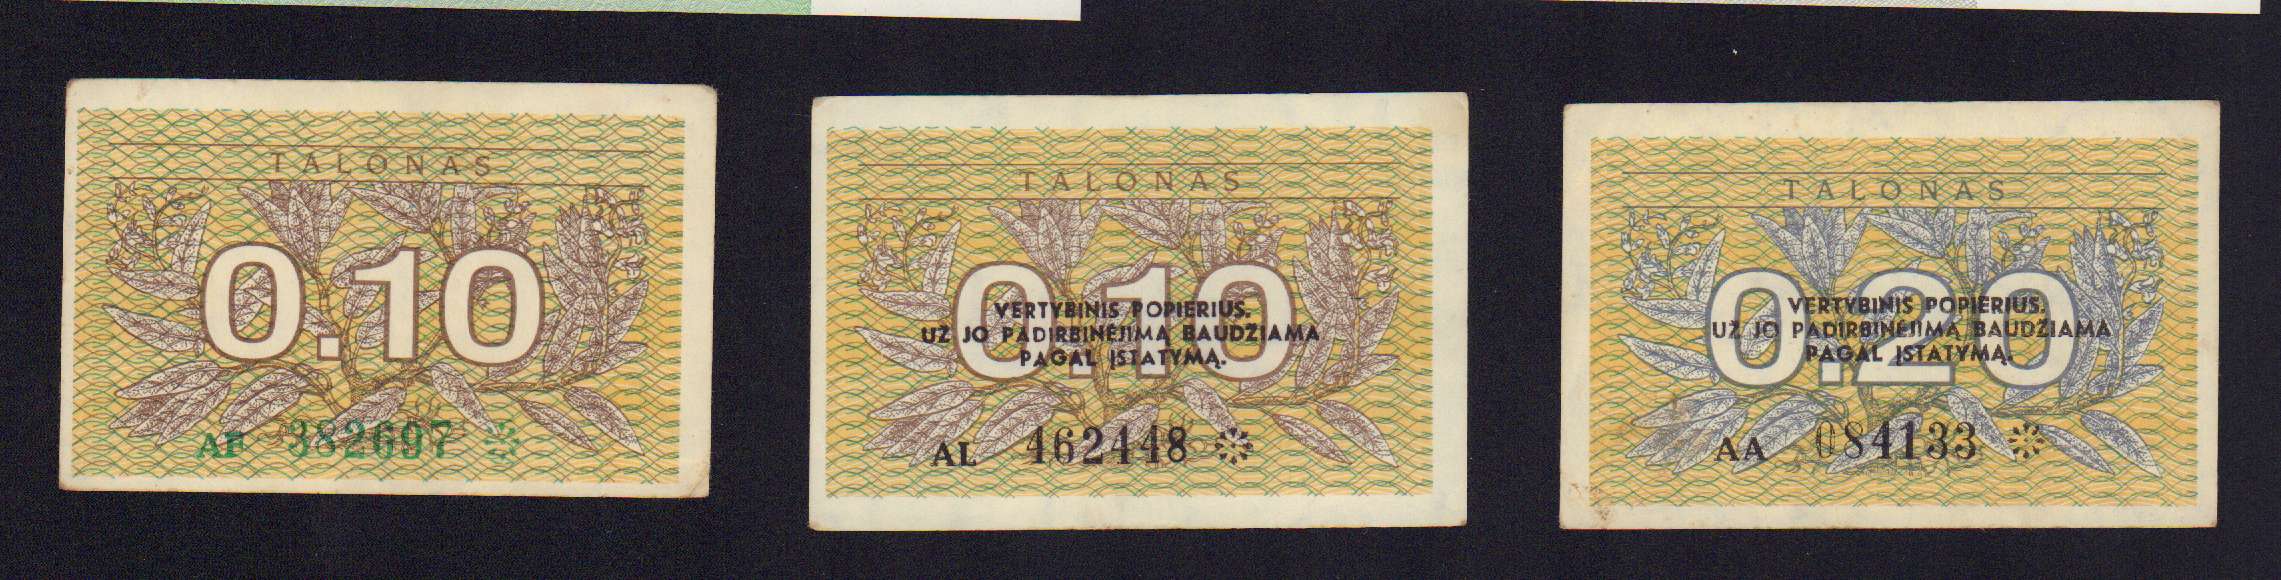 TALONAS
0.10
AF 382697
TALONAS
0.10
VERTYBINIS POPIERIUS.
UŽ JO PADIRBINĖJIMĄ BAUDŽIAMA
PAGAL ĮSTATYMĄ.
AL 462448
TALONAS
0.20
VERTYBINIS POPIERIUS.
UŽ JO PADIRBINĖJIMĄ BAUDŽIAMA
PAGAL ĮSTATYMĄ.
AA 084133